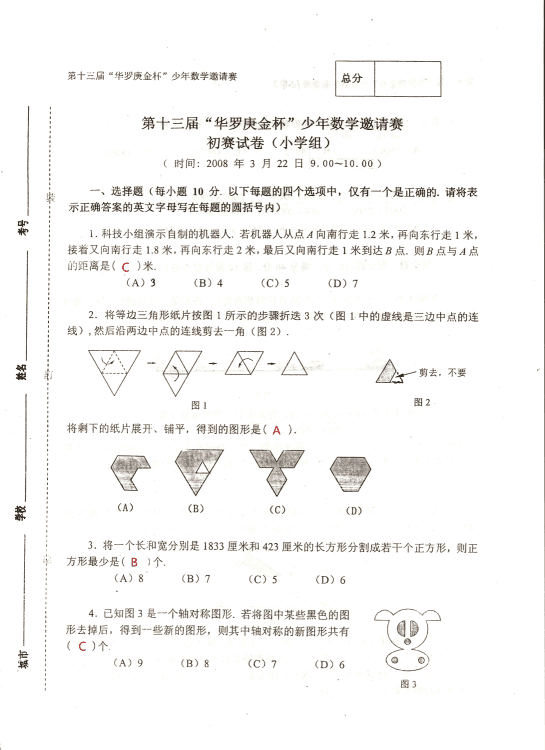 第十三届“华罗庚金杯”少年数学邀请赛
总分
第十三届“华罗庚金杯”少年数学邀请赛
初赛试卷（小学组）
（ 时间: 2008 年 3 月 22 日 9.00~10.00 ）
一、选择题（每小题 10 分. 以下每题的四个选项中，仅有一个是正确的. 请将表
示正确答案的英文字母写在每题的圆括号内）
1. 科技小组演示自制的机器人. 若机器人从点 A 向南行走 1.2 米, 再向东行走 1 米,
接着又向南行走 1.8 米, 再向东行走 2 米, 最后又向南行走 1 米到达 B 点. 则 B 点与 A 点
的距离是( C )米.
(A) 3 (B) 4 (C) 5 (D) 7
2. 将等边三角形纸片按图 1 所示的步骤折迭 3 次（图 1 中的虚线是三边中点的连
线）, 然后沿两边中点的连线剪去一角（图 2）.
剪去，不要
图 1
图 2
将剩下的纸片展开、铺平，得到的图形是( A ).
(A) (B) (C) (D)
3. 将一个长和宽分别是 1833 厘米和 423 厘米的长方形分割成若干个正方形，则正
方形最少是( B )个.
(A) 8 (B) 7 (C) 5 (D) 6
4. 已知图 3 是一个轴对称图形. 若将图中某些黑色的图
形去掉后，得到一些新的图形，则其中轴对称的新图形共有
( C )个.
(A) 9 (B) 8 (C) 7 (D) 6
图 3
考号
姓名
学校
城市
装
订